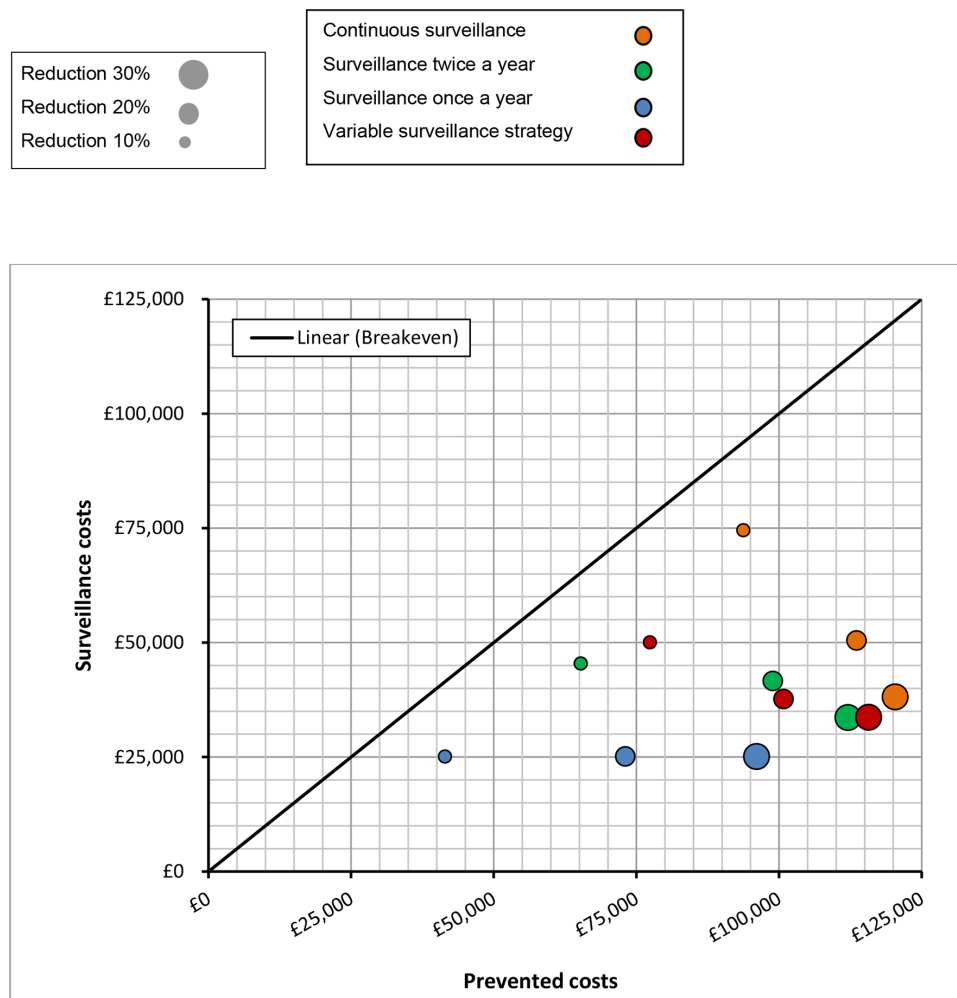 Continuous surveillance
Surveillance twice a year
Surveillance once a year
Variable surveillance strategy
Reduction 30%
Reduction 20%
Reduction 10%
£125,000
Linear (Breakeven)
£100,000
£75,000
£50,000
£25,000
£0
Surveillance costs
£0
£25,000
£50,000
£75,000
£100,000
£125,000
Prevented costs